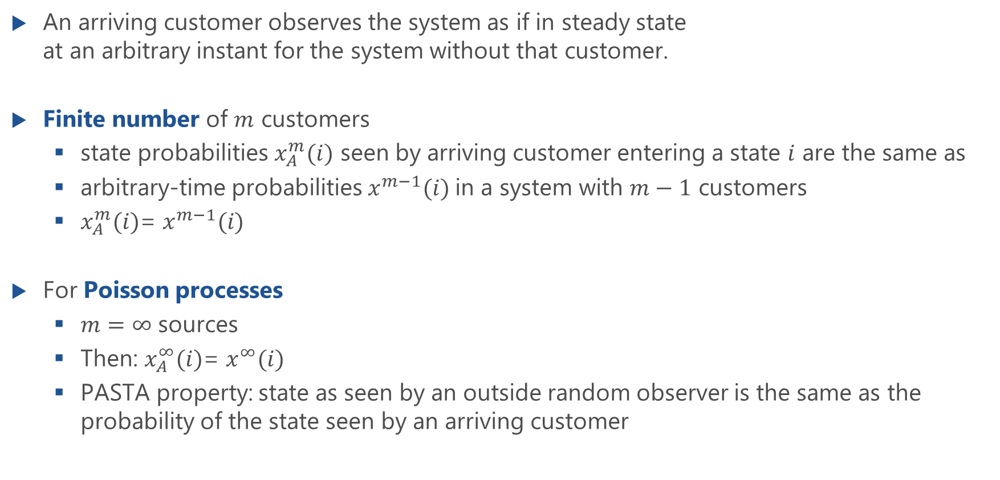 ▶ An arriving customer observes the system as if in steady state
at an arbitrary instant for the system without that customer.
▶ Finite number of m customers
▪ state probabilities x_A^m(i) seen by arriving customer entering a state i are the same as
▪ arbitrary-time probabilities x^{m−1}(i) in a system with m − 1 customers
▪ x_A^m(i)= x^{m−1}(i)
▶ For Poisson processes
▪ m = ∞ sources
▪ Then: x_A^∞(i)= x^∞(i)
▪ PASTA property: state as seen by an outside random observer is the same as the
probability of the state seen by an arriving customer